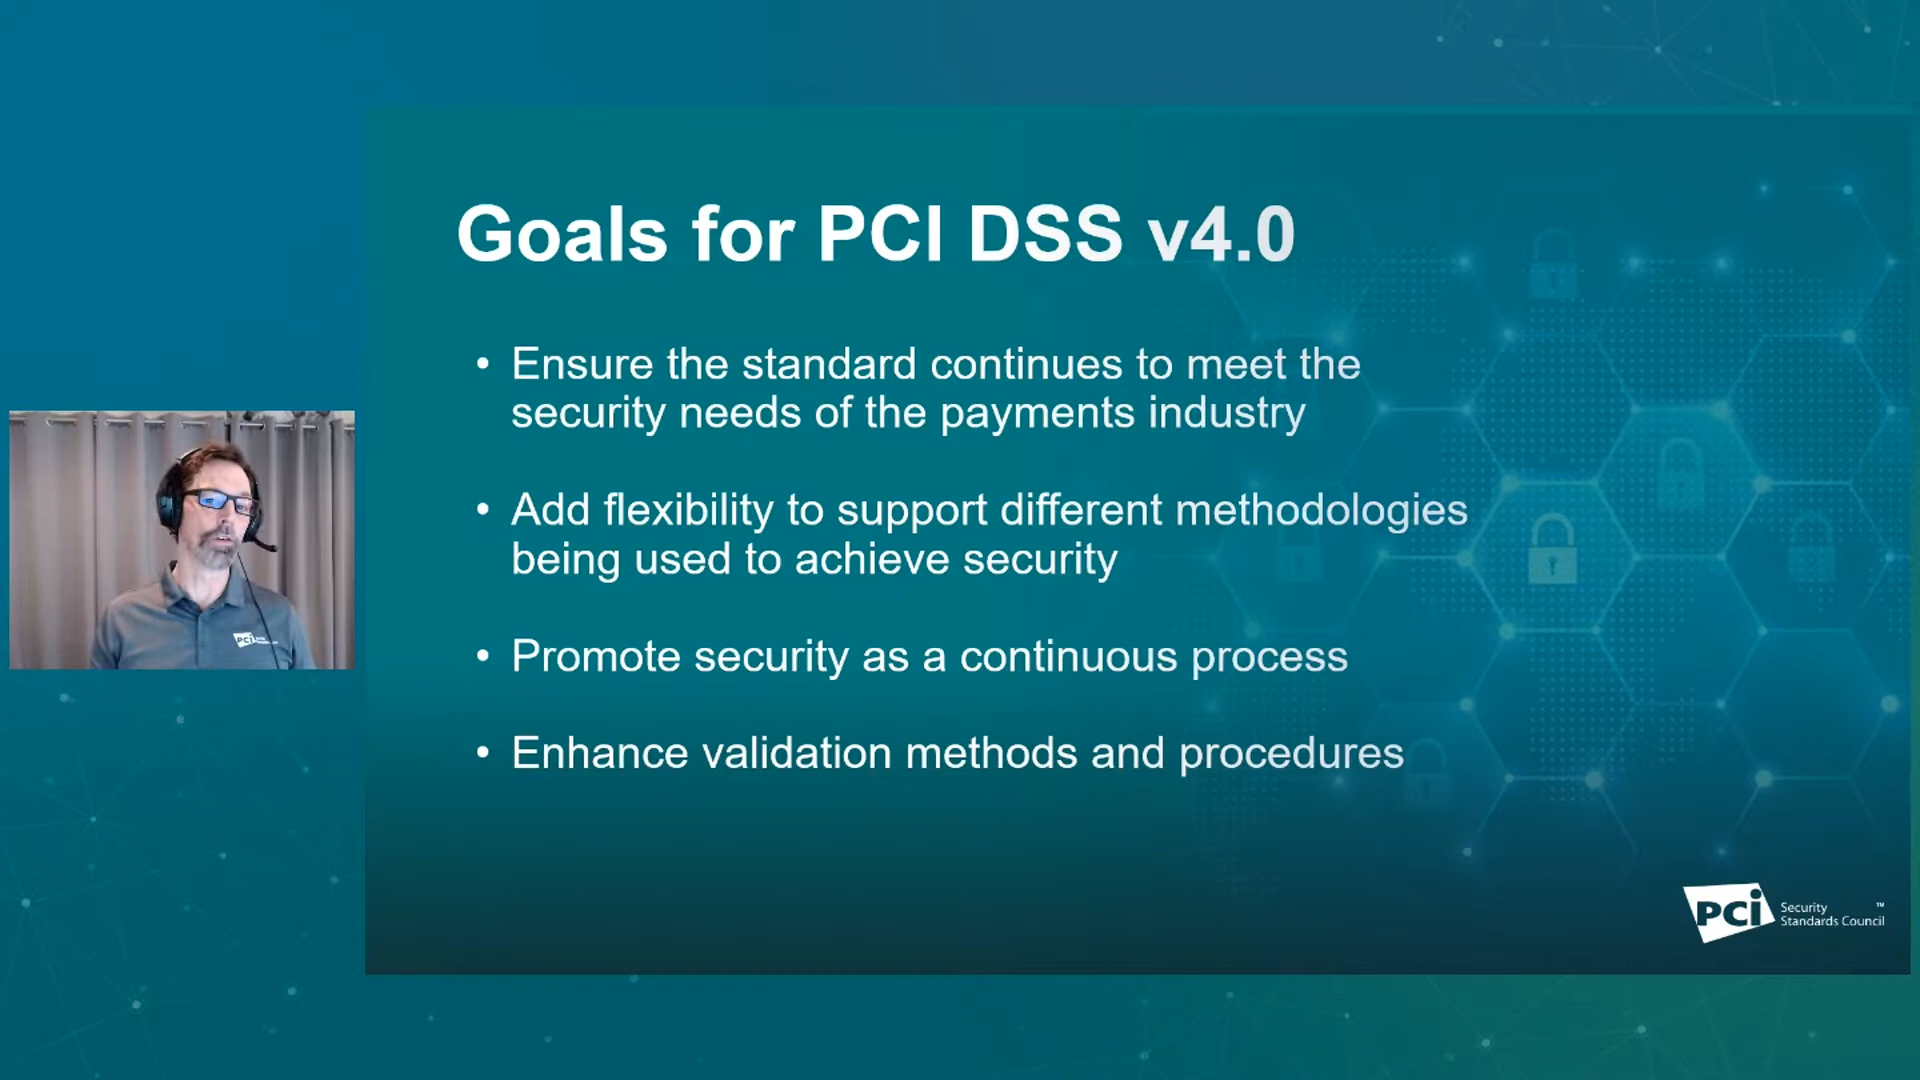 Goals for PCI DSS v4.0
• Ensure the standard continues to meet the
security needs of the payments industry
• Add flexibility to support different methodologies
being used to achieve security
• Promote security as a continuous process
• Enhance validation methods and procedures
PCi
PCi Security
Standards Council ™